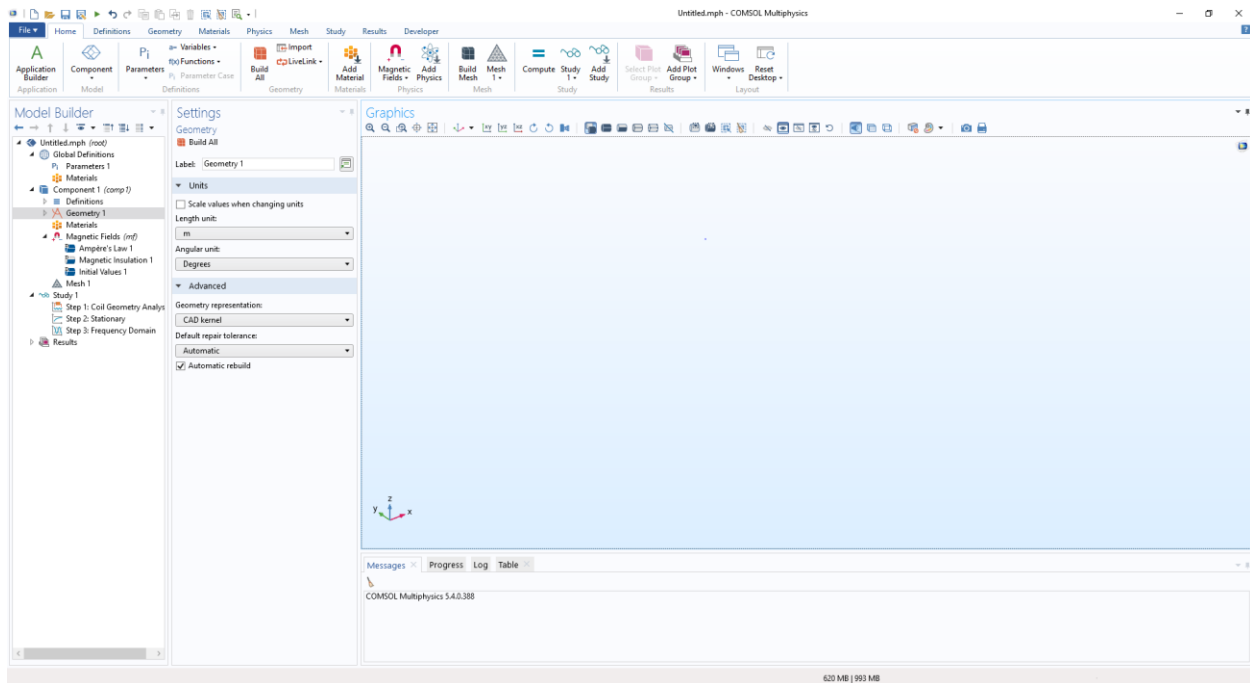 Untitled.mph - COMSOL Multiphysics
File Home Definitions Geometry Materials Physics Mesh Study Results Developer
A Application Builder
Component
Pi Parameters
a= Variables
f(x) Functions
Pi Parameter Case
Build All
Import
LiveLink
Add Material
Magnetic Fields
Add Physics
Build Mesh
Mesh 1
Compute
Study 1
Add Study
Select Plot Group
Add Plot Group
Windows
Reset Desktop
Application Model Definitions Geometry Materials Physics Mesh Study Results Layout
Model Builder
Untitled.mph (root)
Global Definitions
Pi Parameters 1
Materials
Component 1 (comp1)
Definitions
Geometry 1
Materials
Magnetic Fields (mf)
Ampère's Law 1
Magnetic Insulation 1
Initial Values 1
Mesh 1
Study 1
Step 1: Coil Geometry Analys
Step 2: Stationary
Step 3: Frequency Domain
Results
Settings
Geometry
Build All
Label: Geometry 1
Units
Scale values when changing units
Length unit:
m
Angular unit:
Degrees
Advanced
Geometry representation:
CAD kernel
Default repair tolerance:
Automatic
Automatic rebuild
Graphics
z
y x
Messages Progress Log Table
COMSOL Multiphysics 5.4.0.388
620 MB | 993 MB